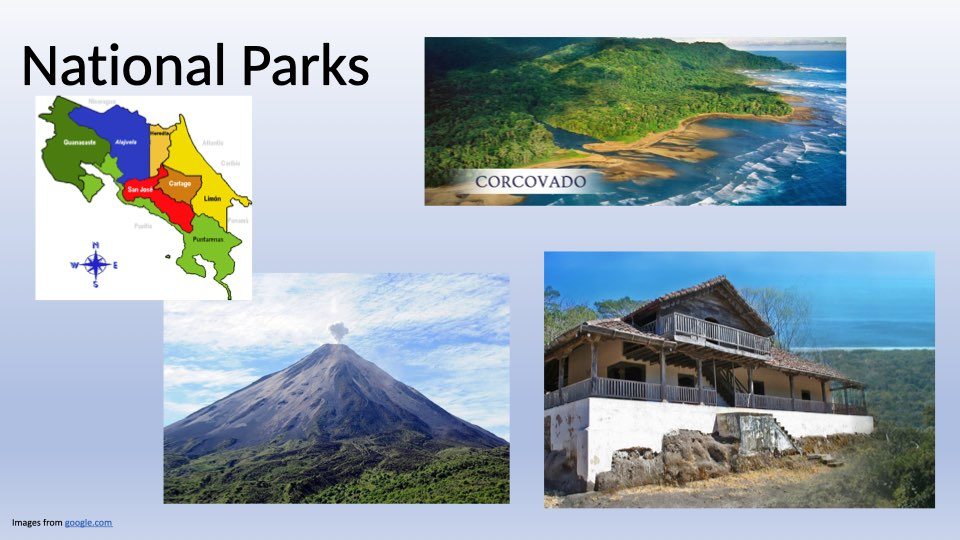 National Parks
Nicaragua
Guanacaste
Alajuela
Heredia
Atlantis
Caribe
San José
Cartago
Limón
Panamá
Pacific
Puntarenas
N
W E
S
CORCOVADO
Images from google.com